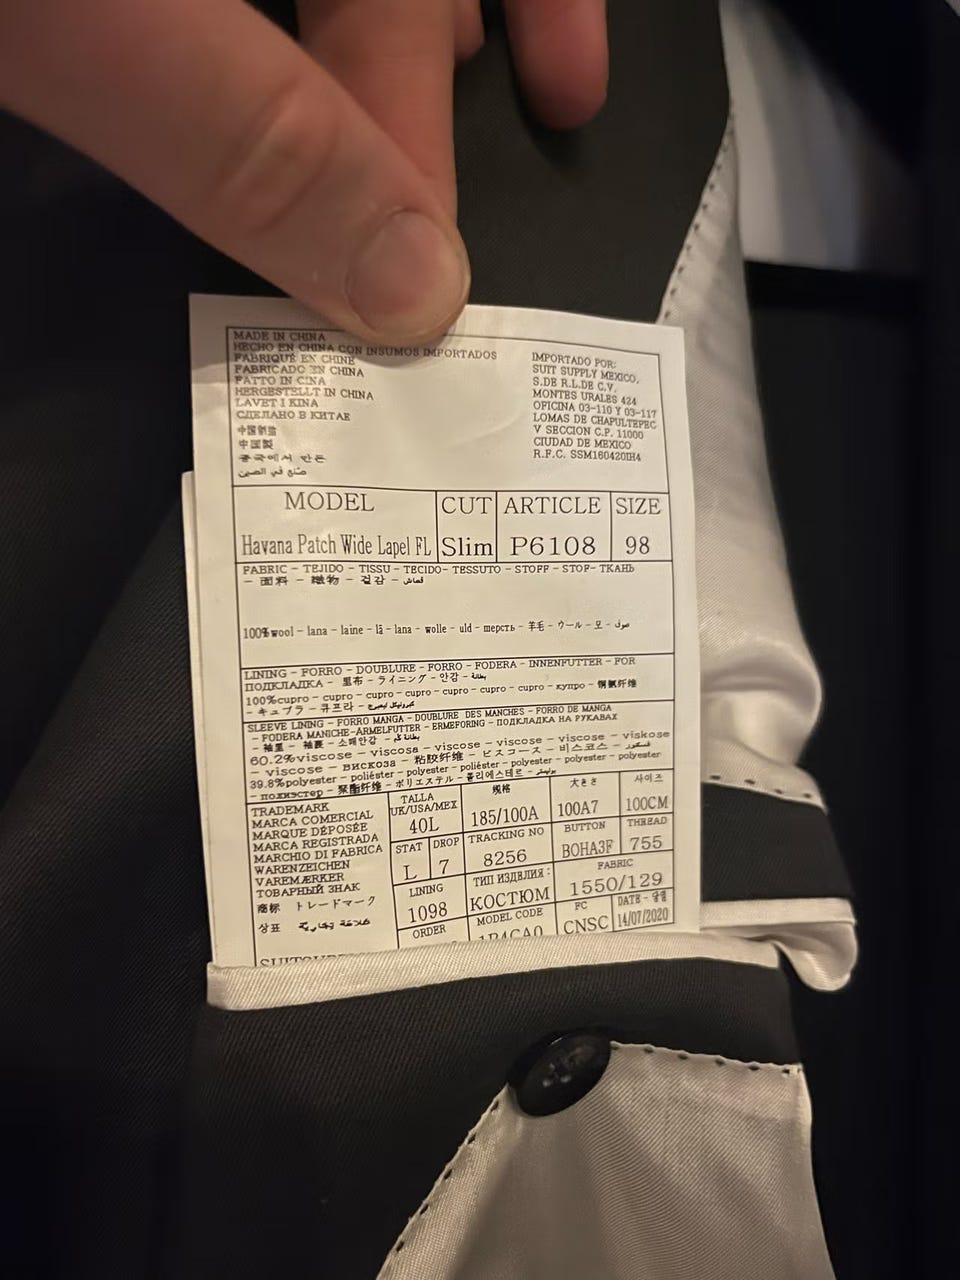 MADE IN CHINA
HECHO EN CHINA CON INSUMOS IMPORTADOS
FABRIQUÉ EN CHINE
FABRICADO EN CHINA
FATTO IN CINA
HERGESTELLT IN CHINA
LAVET I KINA
СДЕЛАНО В КИТАЕ
中国制造
中国製
중국에서 만든
صنع في الصين
IMPORTADO POR:
SUIT SUPPLY MEXICO,
S.DE R.L.DE C.V.
MONTES URALES 424
OFICINA 03-110 Y 03-117
LOMAS DE CHAPULTEPEC
V SECCION C.P. 11000
CIUDAD DE MEXICO
R.F.C. SSM160420IH4
MODEL CUT ARTICLE SIZE
Havana Patch Wide Lapel FL Slim P6108 98
FABRIC - TEJIDO - TISSU - TECIDO- TESSUTO - STOFF - STOF- ТКАНЬ
- 面料 - 織物 - 겉감 - قماش
100%wool - lana - laine - lã - lana - wolle - uld - шерсть - 羊毛 - ウール - 모 - صوف
LINING - FORRO - DOUBLURE - FORRO - FODERA - INNENFUTTER - FOR
ПОДКЛАДКА - 里布 - ライニング - 안감 - بطانة
100%cupro - cupro - cupro - cupro - cupro - cupro - cupro - купро - 铜氨纤维
- キュプラ - 큐프라 -
SLEEVE LINING - FORRO MANGA - DOUBLURE DES MANCHES - FORRO DE MANGA
- FODERA MANICHE-ÄRMELFUTTER - ERMEFORING - ПОДКЛАДКА НА РУКАВАХ
- 袖里 - 袖裏 - 소매안감 - بطانة كم
60.2%viscose - viscosa - viscose - viscose - viscose - viskose
- viscose - вискоза - 粘胶纤维 - ビスコース - 비스코스 - فسكوز
39.8%polyester - poliéster - polyester - poliéster - polyester - polyester
- полиэстер - 聚酯纤维 - ポリエステル - 폴리에스테르 - بوليستر
TRADEMARK
MARCA COMERCIAL
MARQUE DÉPOSÉE
MARCA REGISTRADA
MARCHIO DI FABRICA
WARENZEICHEN
VAREMÆRKER
ТОВАРНЫЙ ЗНАК
商标 トレードマーク
상표 علامة تجارية
TALLA UK/USA/MEX 规格 大きさ 사이즈
40L 185/100A 100A7 100CM
STAT DROP TRACKING NO BUTTON THREAD
L 7 8256 BOHA3F 755
LINING ТИП ИЗДЕЛИЯ: FABRIC
1098 КОСТЮМ 1550/129
ORDER MODEL CODE FC DATE - 날짜
CNSC 14/07/2020